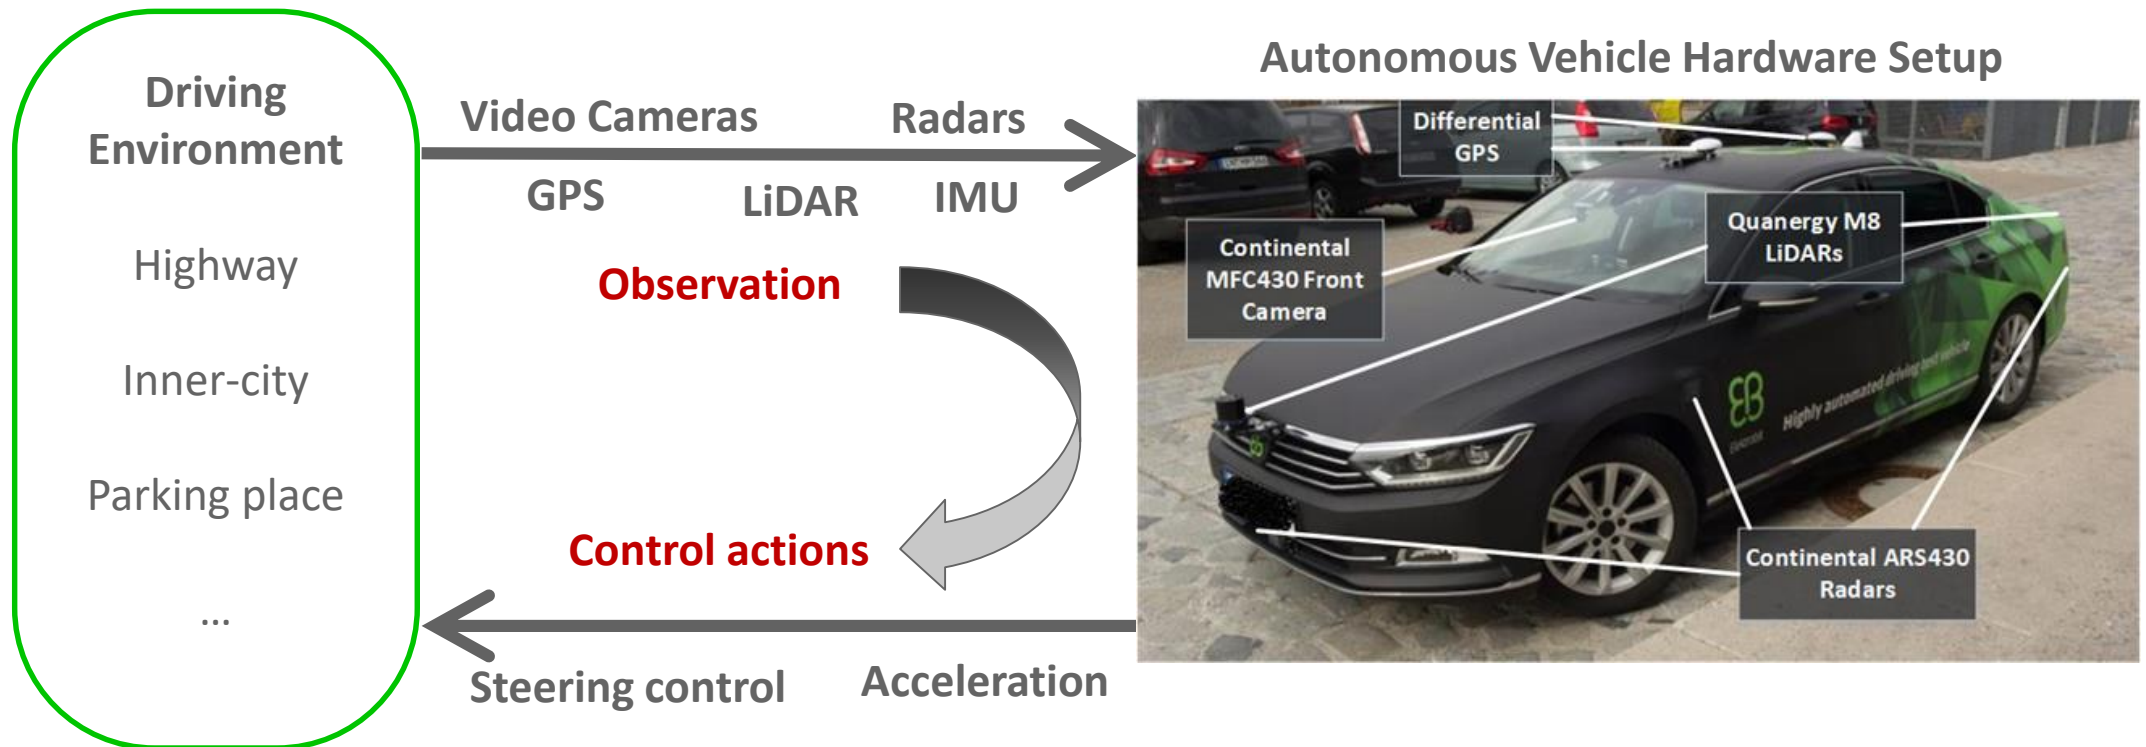 Autonomous Vehicle Hardware Setup
Driving
Environment
Highway
Inner-city
Parking place
...
Video Cameras
Radars
GPS
LiDAR
IMU
Observation
Control actions
Steering control
Acceleration
Differential
GPS
Continental
MFC430 Front
Camera
Quanergy M8
LiDARs
EB
Highly automated driving test vehicle
Continental ARS430
Radars